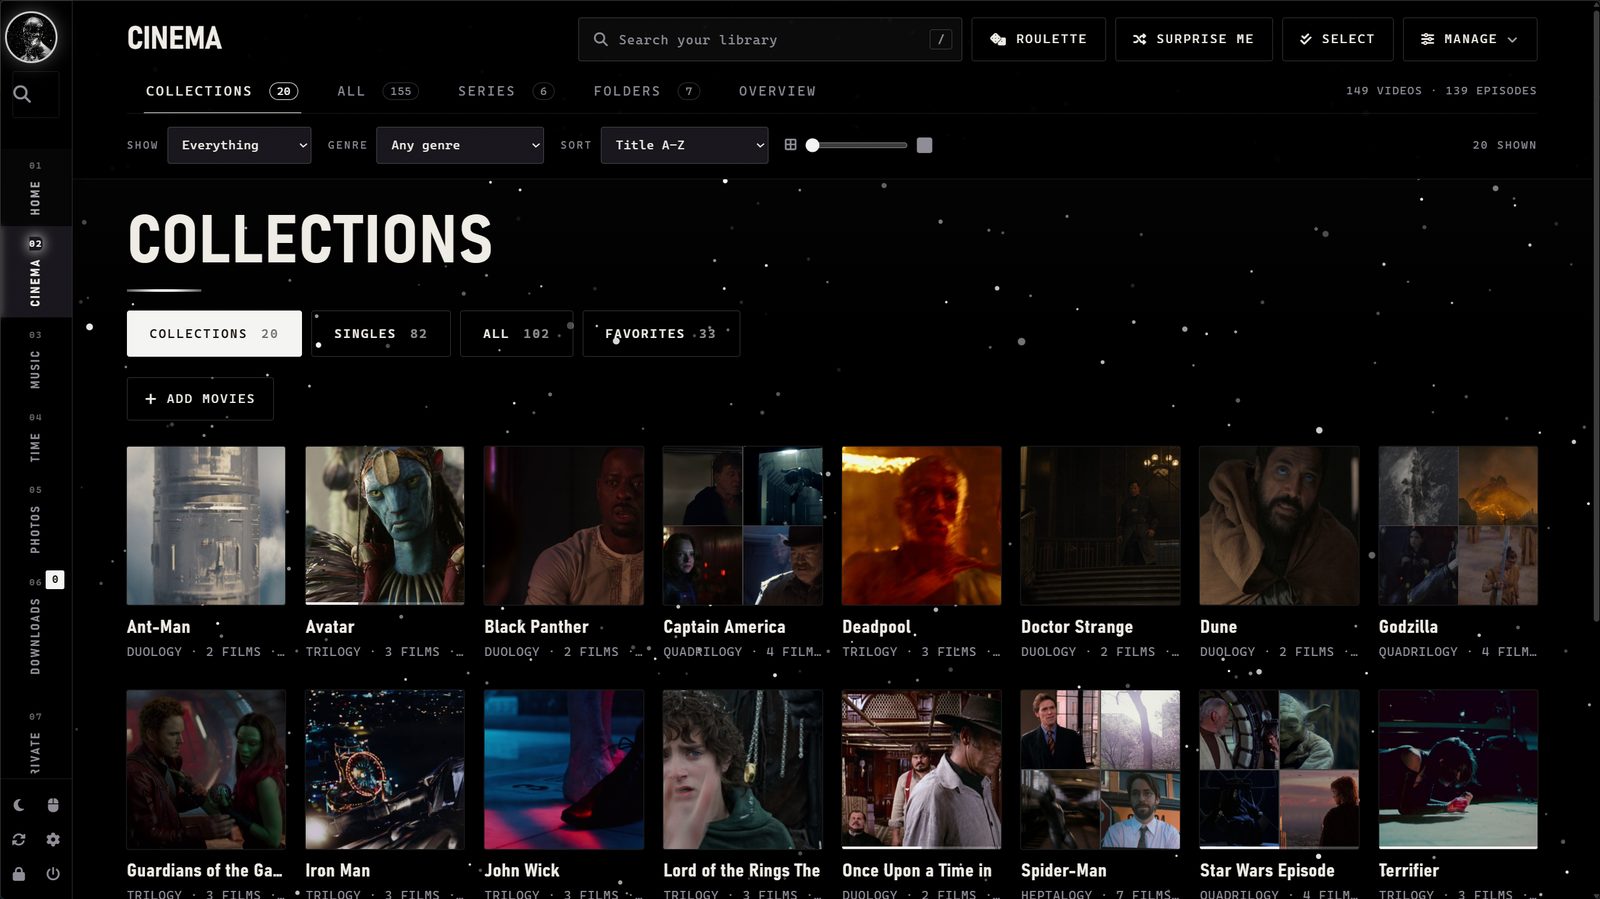 CINEMA
Search your library
/
ROULETTE
SURPRISE ME
SELECT
MANAGE
COLLECTIONS 20
ALL 155
SERIES 6
FOLDERS 7
OVERVIEW
149 VIDEOS · 139 EPISODES
SHOW Everything
GENRE Any genre
SORT Title A-Z
20 SHOWN
01 HOME
02 CINEMA
03 MUSIC
04 TIME
05 PHOTOS
06 DOWNLOADS
0
07
COLLECTIONS
COLLECTIONS 20
SINGLES 82
ALL 102
FAVORITES 33
+ ADD MOVIES
Ant-Man
DUOLOGY · 2 FILMS ·…
Avatar
TRILOGY · 3 FILMS ·…
Black Panther
DUOLOGY · 2 FILMS ·…
Captain America
QUADRILOGY · 4 FILM…
Deadpool
TRILOGY · 3 FILMS ·…
Doctor Strange
DUOLOGY · 2 FILMS ·…
Dune
DUOLOGY · 2 FILMS ·…
Godzilla
QUADRILOGY · 4 FILM…
Guardians of the Ga…
TRILOGY · 3 FILMS ·…
Iron Man
TRILOGY · 3 FILMS ·…
John Wick
TRILOGY · 3 FILMS ·…
Lord of the Rings The
TRILOGY · 3 FILMS ·…
Once Upon a Time in
DUOLOGY · 2 FILMS ·…
Spider-Man
HEPTALOGY · 7 FILMS…
Star Wars Episode
QUADRILOGY · 4 FILM…
Terrifier
TRILOGY · 3 FILMS ·…